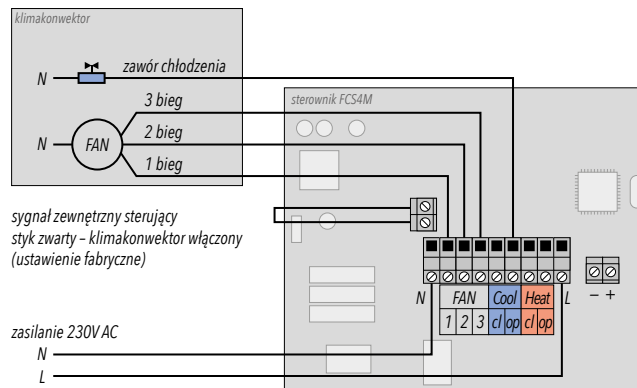 klimakonwektor
N
zawór chłodzenia
3 bieg
N
FAN
2 bieg
1 bieg
sterownik FCS4M
sygnał zewnętrzny sterujący
styk zwarty – klimakonwektor włączony
(ustawienie fabryczne)
N FAN Cool Heat L
1 2 3 cl op cl op
– +
zasilanie 230V AC
N
L